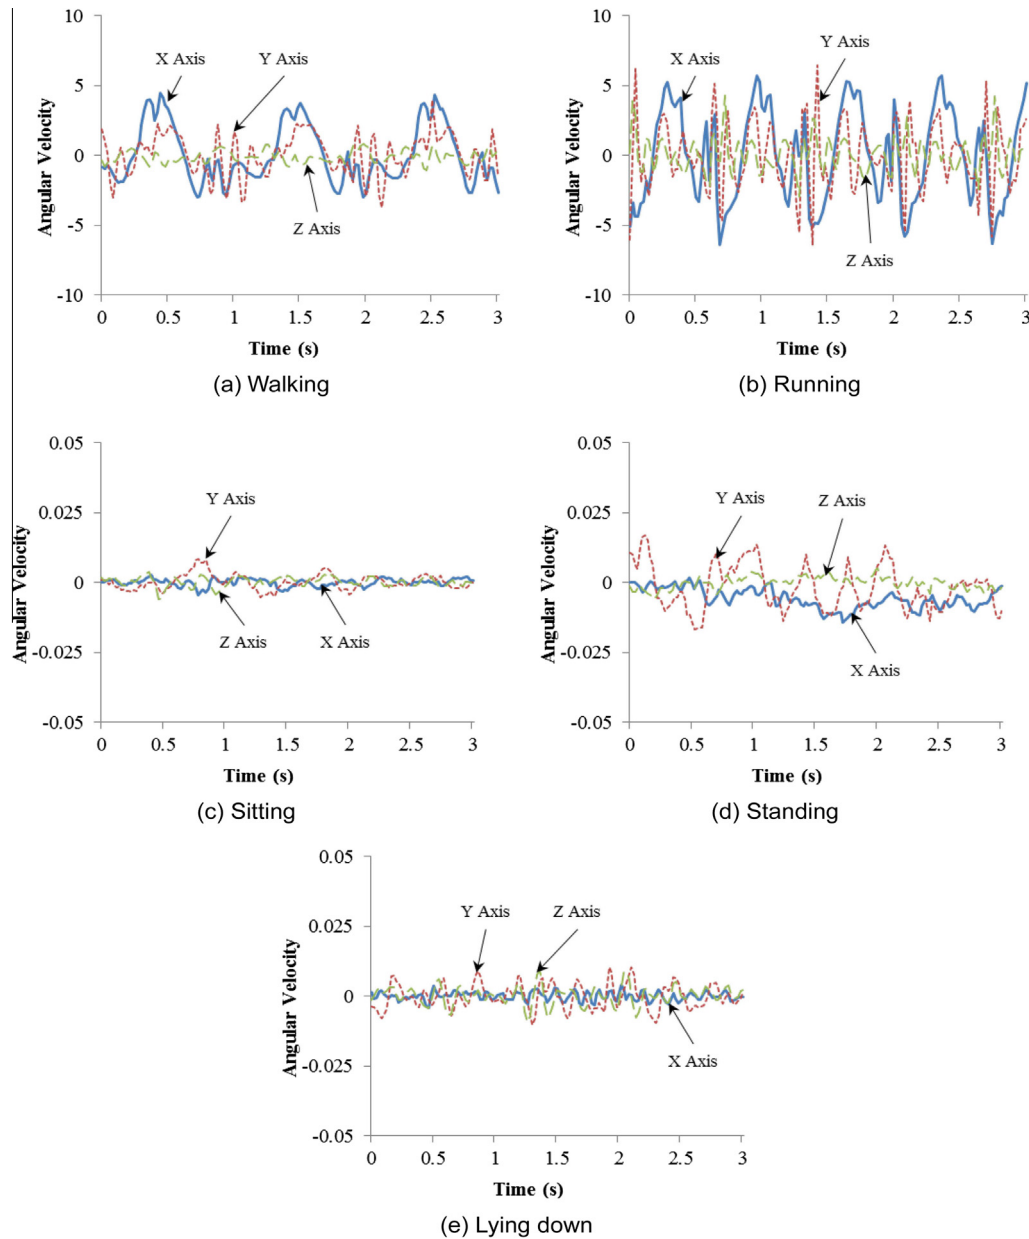 10
5
0
-5
-10
Angular Velocity
X Axis
Y Axis
Z Axis
0 0.5 1 1.5 2 2.5 3
Time (s)
(a) Walking
10
5
0
-5
-10
Angular Velocity
X Axis
Y Axis
Z Axis
0 0.5 1 1.5 2 2.5 3
Time (s)
(b) Running
0.05
0.025
0
-0.025
-0.05
Angular Velocity
Y Axis
Z Axis
X Axis
0 0.5 1 1.5 2 2.5 3
Time (s)
(c) Sitting
0.05
0.025
0
-0.025
-0.05
Angular Velocity
Y Axis
Z Axis
X Axis
0 0.5 1 1.5 2 2.5 3
Time (s)
(d) Standing
0.05
0.025
0
-0.025
-0.05
Angular Velocity
Y Axis
Z Axis
X Axis
0 0.5 1 1.5 2 2.5 3
Time (s)
(e) Lying down